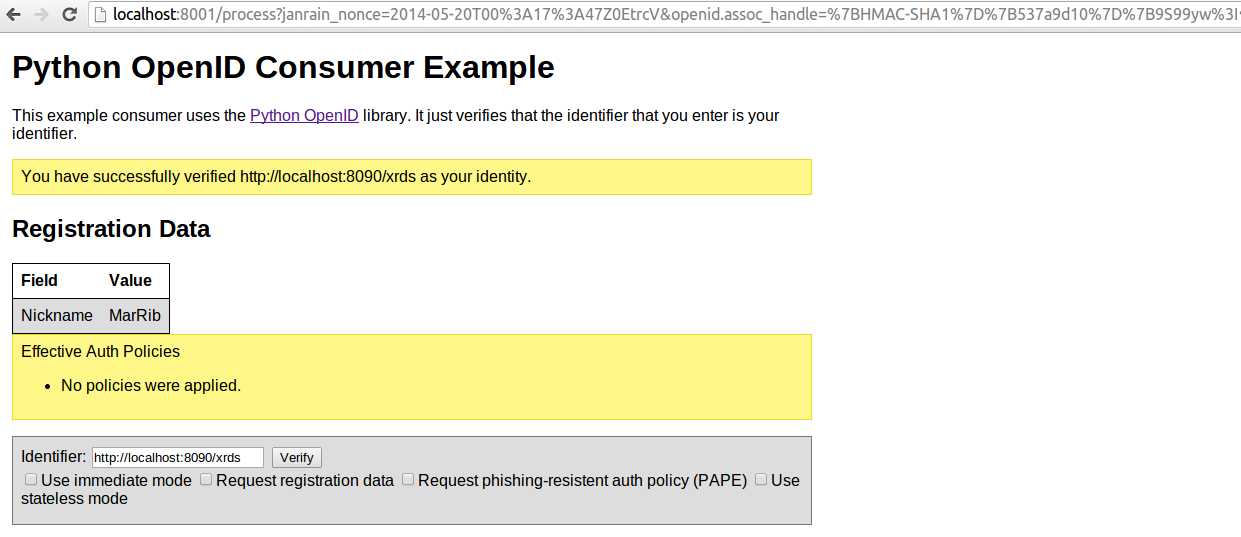 localhost:8001/process?janrain_nonce=2014-05-20T00%3A17%3A47Z0EtrcV&openid.assoc_handle=%7BHMAC-SHA1%7D%7B537a9d10%7D%7B9S99yw%3
Python OpenID Consumer Example
This example consumer uses the Python OpenID library. It just verifies that the identifier that you enter is your
identifier.
You have successfully verified http://localhost:8090/xrds as your identity.
Registration Data
Field Value
Nickname MarRib
Effective Auth Policies
• No policies were applied.
Identifier: http://localhost:8090/xrds Verify
Use immediate mode Request registration data Request phishing-resistent auth policy (PAPE) Use
stateless mode